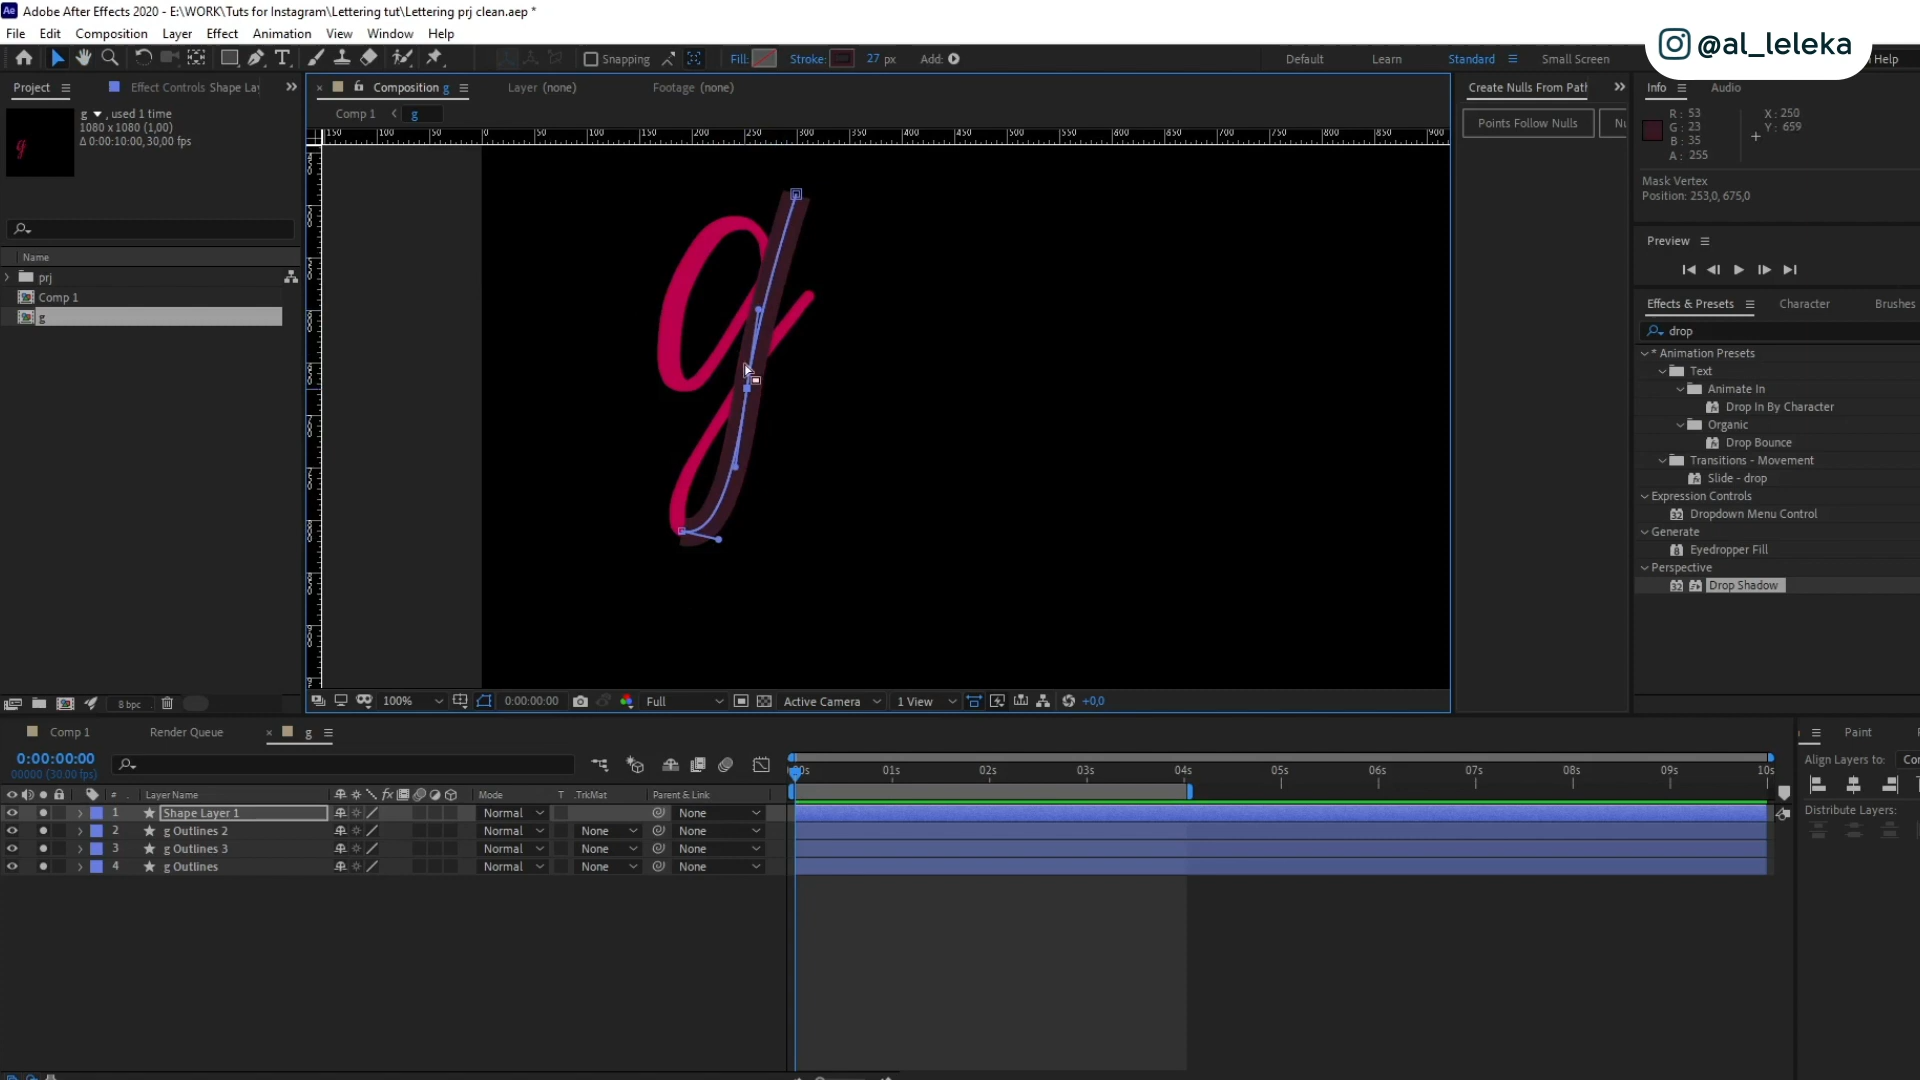 Adobe After Effects 2020 - E:\WORK\Tuts for Instagram\Lettering tut\Lettering prj clean.aep *
File Edit Composition Layer Effect Animation View Window Help
@al_leleka
Snapping Fill: Stroke: 27 px Add: Default Learn Standard Small Screen Help
Project Effect Controls Shape La
Composition g Layer (none) Footage (none)
Create Nulls From Path
Info Audio
g , used 1 time
1080 x 1080 (1,00)
Δ 0:00:10:00, 30,00 fps
Comp 1 g
Points Follow Nulls
R: 53
G: 23
B: 35
A: 255
X: 250
Y: 659
Mask Vertex
Position: 253,0, 675,0
Preview
Name
prj
Comp 1
g
g
Effects & Presets Character Brushes
drop
* Animation Presets
Text
Animate In
Drop In By Character
Organic
Drop Bounce
Transitions - Movement
Slide - drop
Expression Controls
Dropdown Menu Control
Generate
Eyedropper Fill
Perspective
Drop Shadow
8 bpc
100% 0:00:00:00 Full Active Camera 1 View +0,0
Comp 1 Render Queue g
0:00:00:00
00000 (30.00 fps)
01s 02s 03s 04s 05s 06s 07s 08s 09s 10s
# Layer Name Mode T .TrkMat Parent & Link
1 Shape Layer 1 Normal None
2 g Outlines 2 Normal None None
3 g Outlines 3 Normal None None
4 g Outlines Normal None None
Paint
Align Layers to:
Distribute Layers: